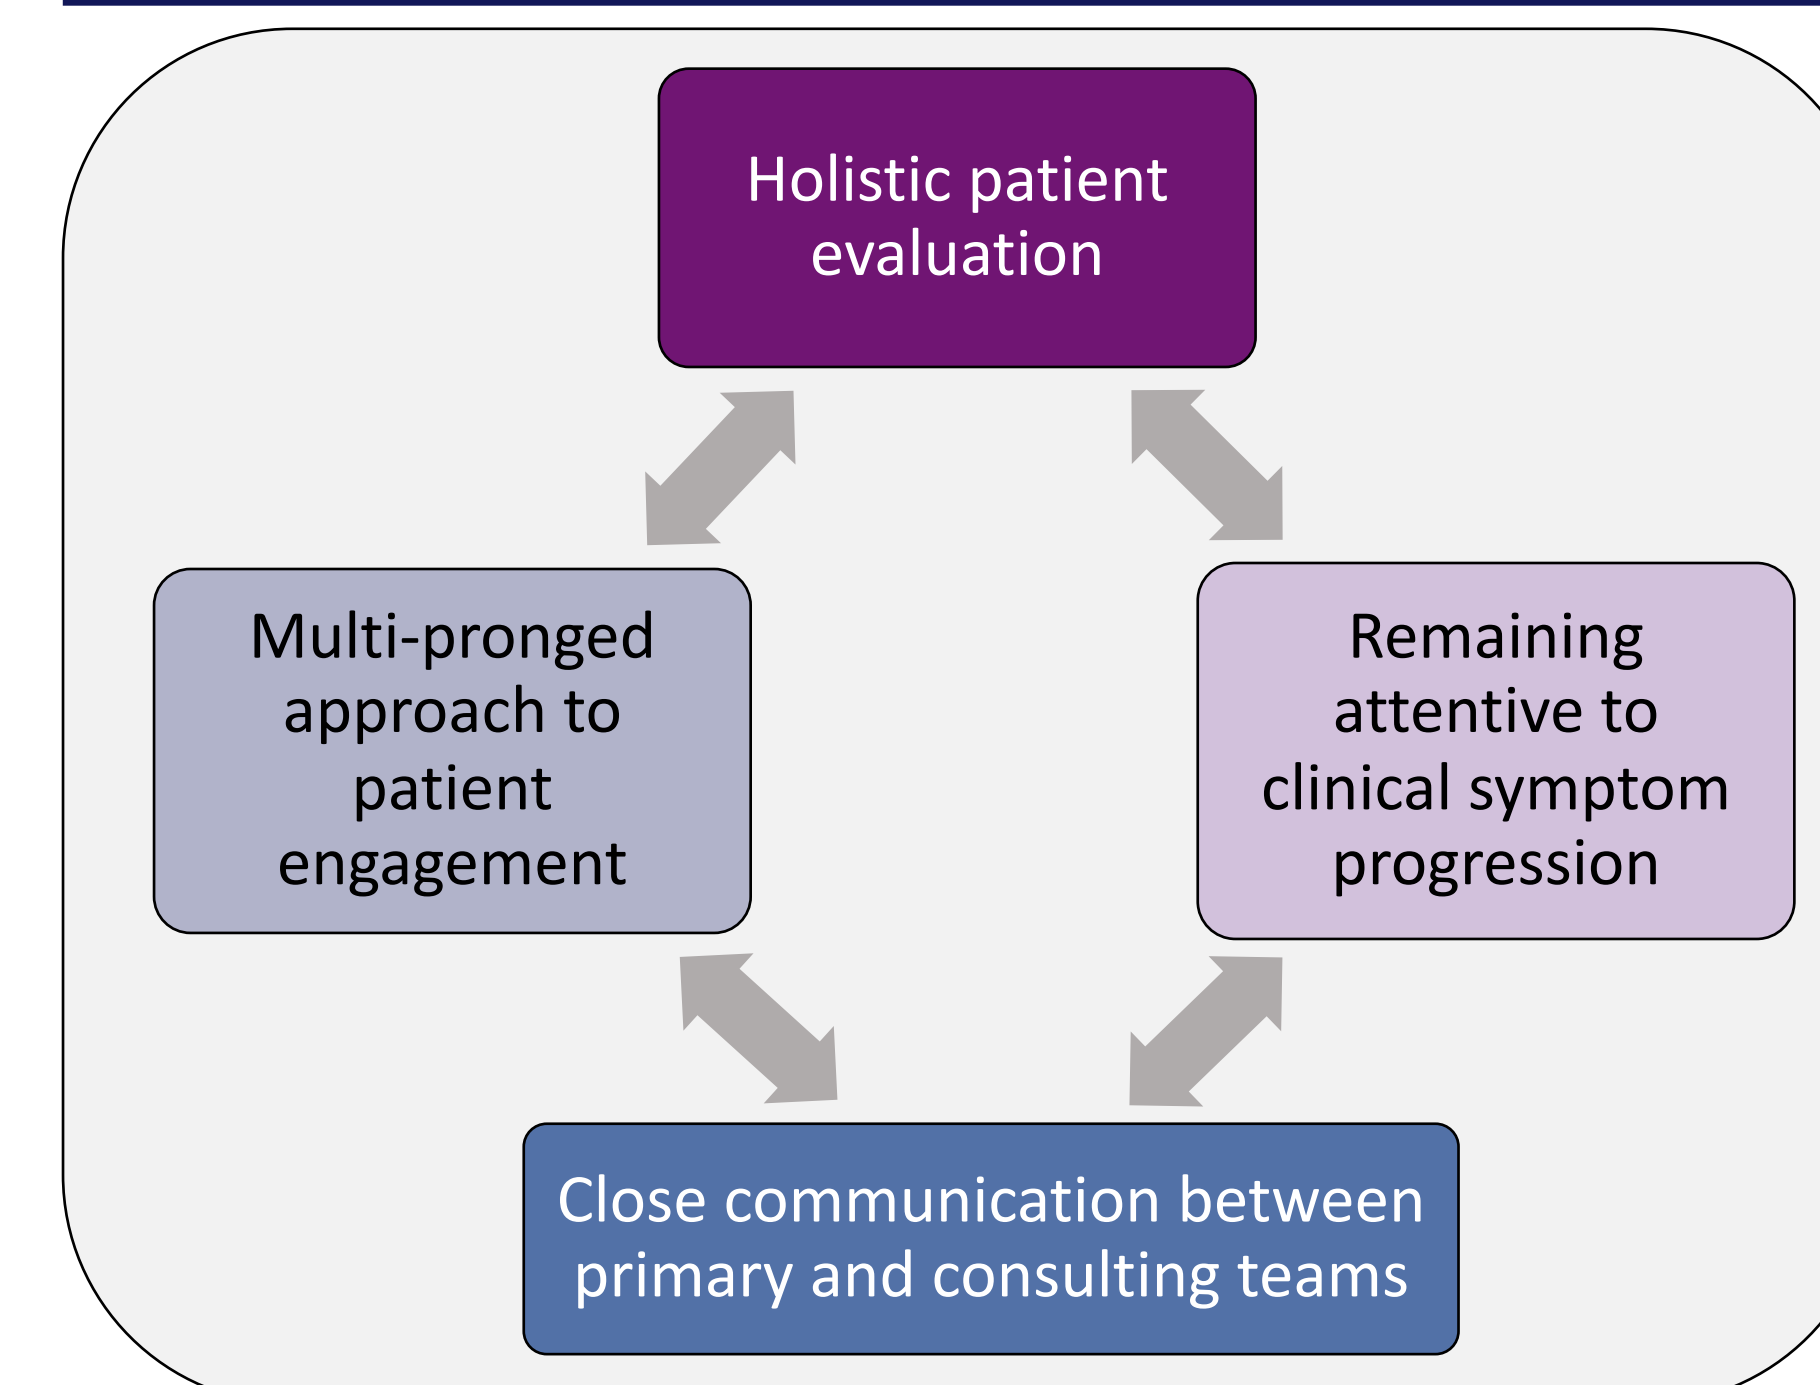 Holistic patient
evaluation
Multi-pronged
approach to
patient
engagement
Remaining
attentive to
clinical symptom
progression
Close communication between
primary and consulting teams